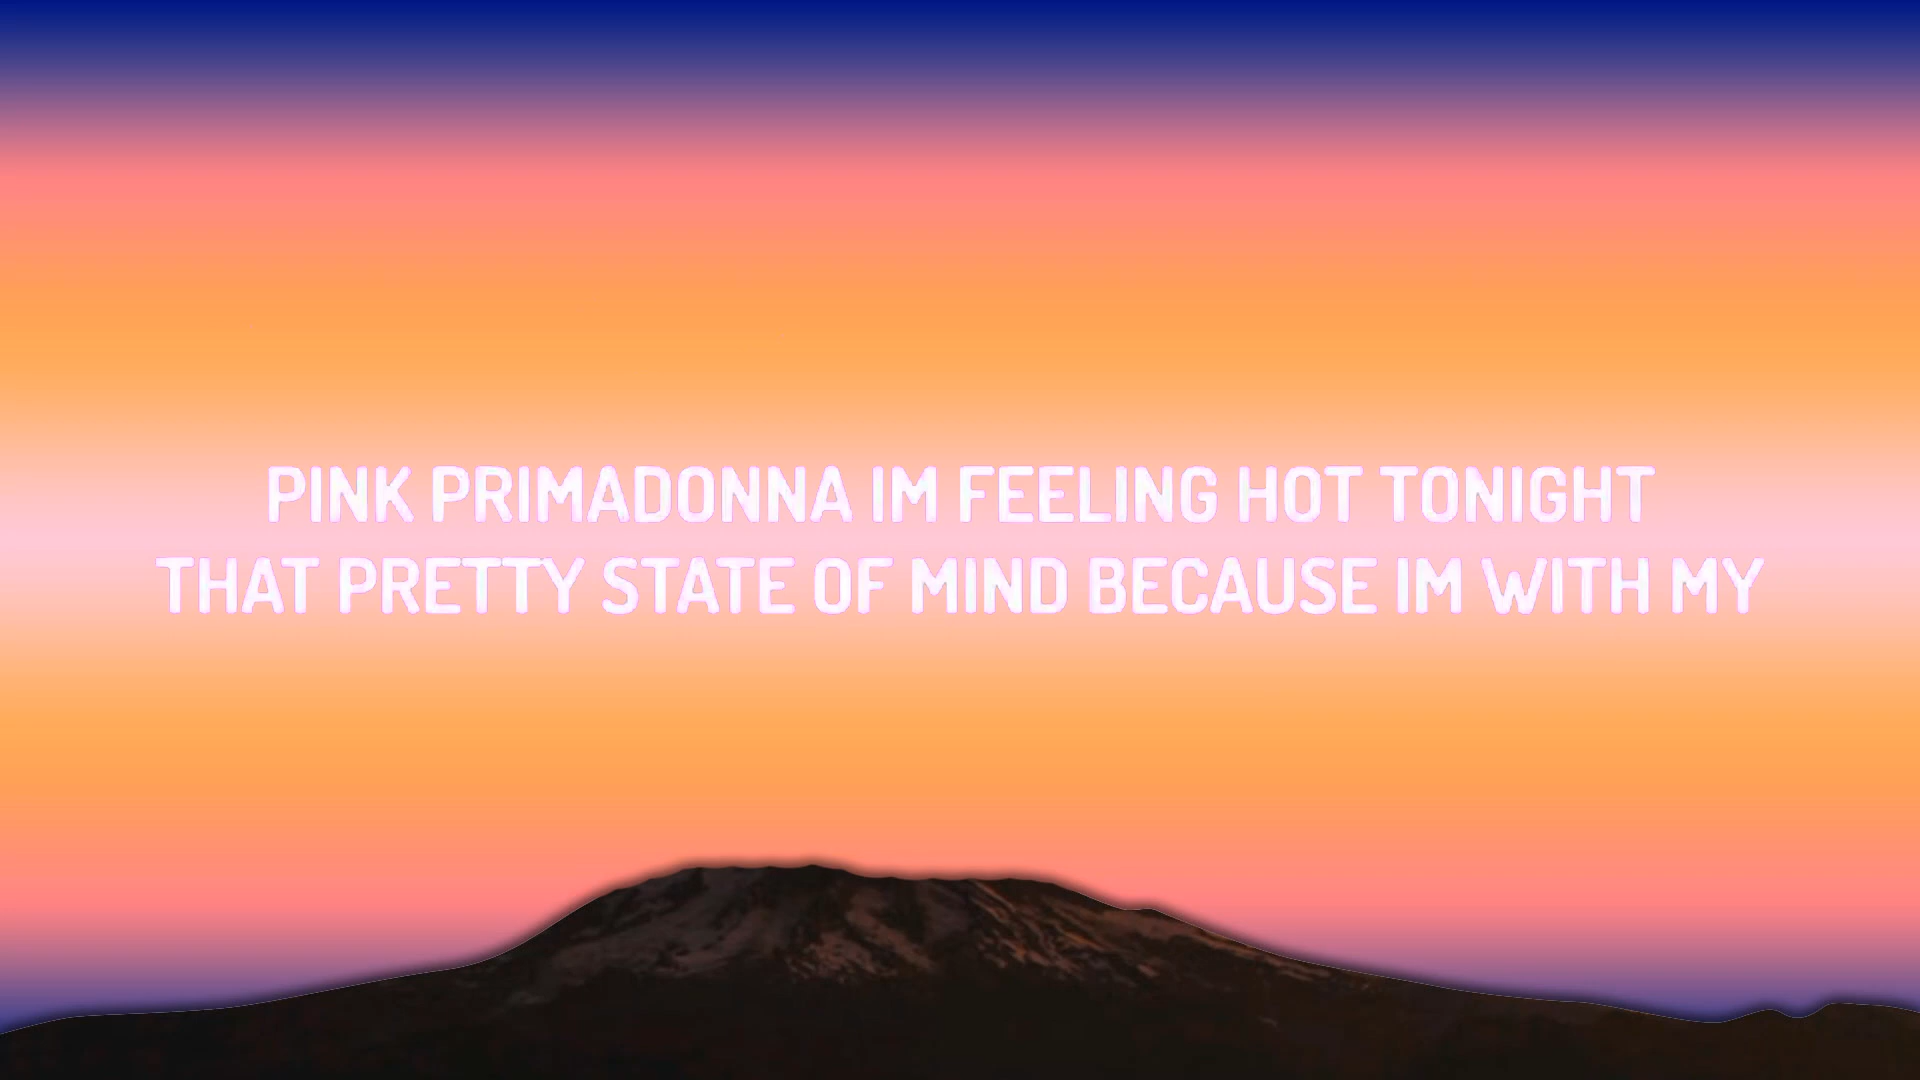 PINK PRIMADONNA IM FEELING HOT TONIGHT
THAT PRETTY STATE OF MIND BECAUSE IM WITH MY